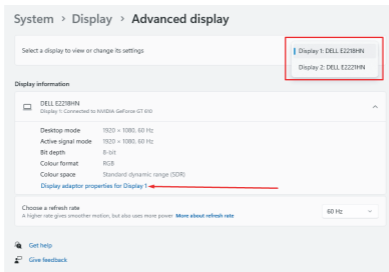 System > Display > Advanced display
Select a display to view or change its settings
Display 1: DELL E2218HN
Display 2: DELL E2221HN
Display information
DELL E2218HN
Display 1: Connected to NVIDIA GeForce GT 610
Desktop mode 1920 × 1080, 60 Hz
Active signal mode 1920 × 1080, 60 Hz
Bit depth 8-bit
Colour format RGB
Colour space Standard dynamic range (SDR)
Display adaptor properties for Display 1
Choose a refresh rate
60 Hz
A higher rate gives smoother motion, but also uses more power More about refresh rate
Get help
Give feedback